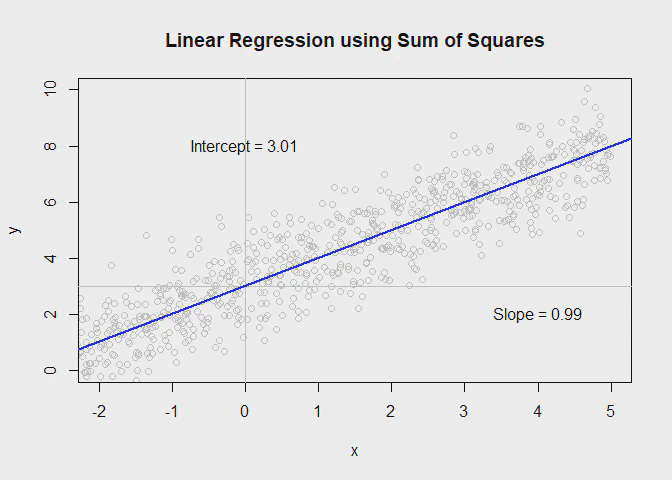 Linear Regression using Sum of Squares
10
8
6
4
2
0
y
Intercept = 3.01
Slope = 0.99
-2 -1 0 1 2 3 4 5
x